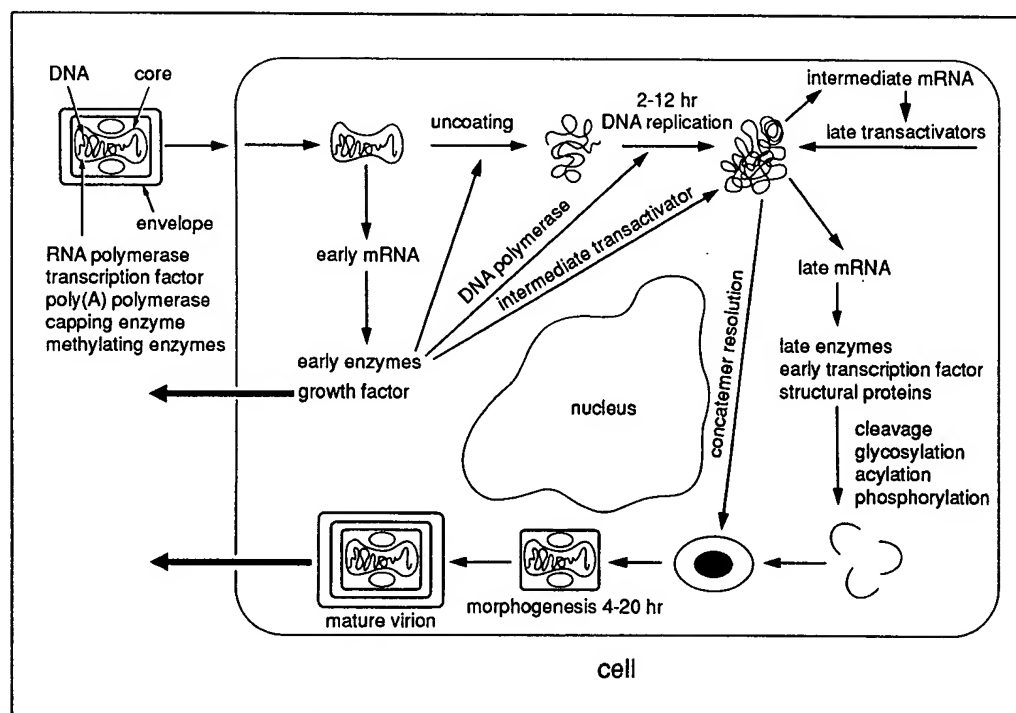 DNA
core
envelope
RNA polymerase
transcription factor
poly(A) polymerase
capping enzyme
methylating enzymes
uncoating
2-12 hr
DNA replication
intermediate mRNA
late transactivators
early mRNA
early enzymes
growth factor
DNA polymerase
intermediate transactivator
nucleus
concatemer resolution
late mRNA
late enzymes
early transcription factor
structural proteins
cleavage
glycosylation
acylation
phosphorylation
morphogenesis 4-20 hr
mature virion
cell